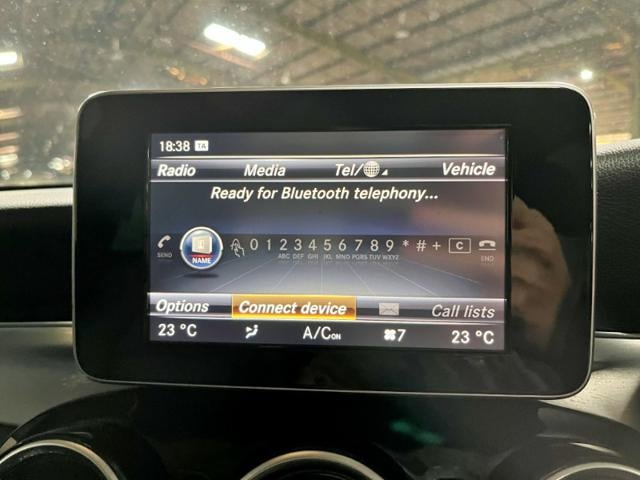 18:38 TA
Radio Media Tel/ Vehicle
Ready for Bluetooth telephony...
SEND NAME 0 1 2 3 4 5 6 7 8 9 * # + C END
ABC DEF GHI JKL MNO PQRS TUV WXYZ
Options Connect device Call lists
23 °C A/C ON 7 23 °C